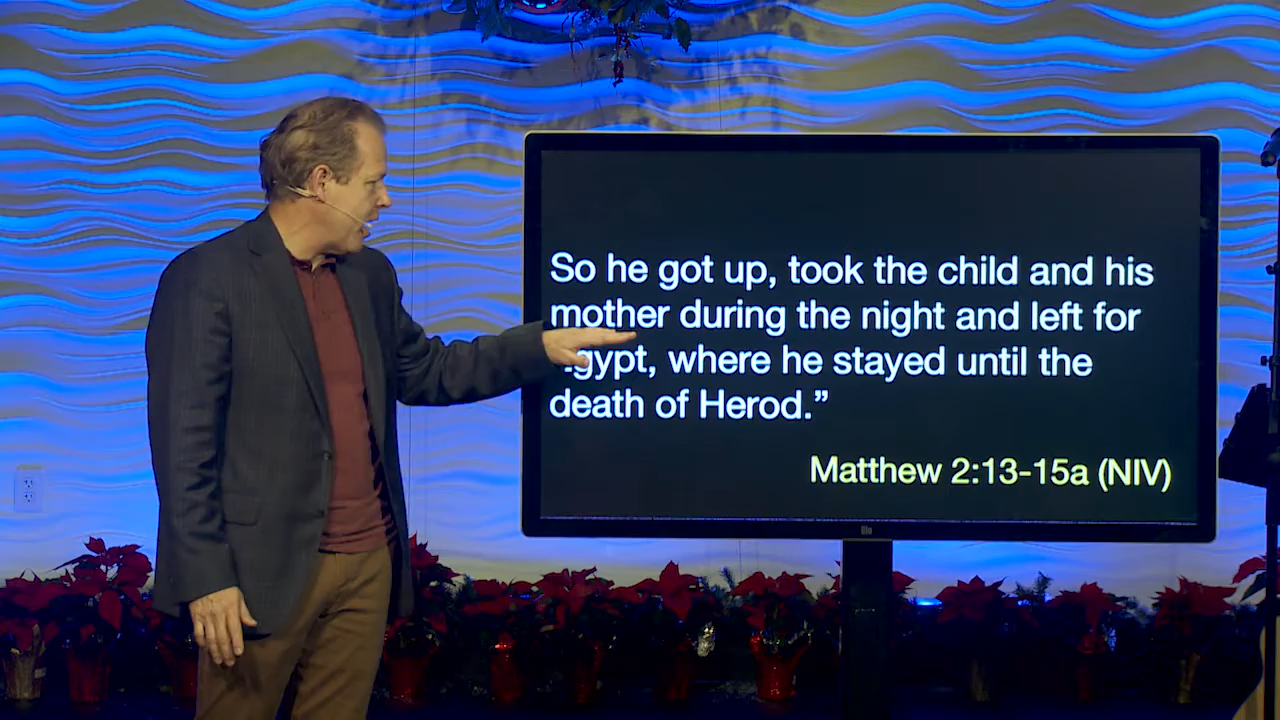 So he got up, took the child and his
mother during the night and left for
Egypt, where he stayed until the
death of Herod.”
Matthew 2:13-15a (NIV)